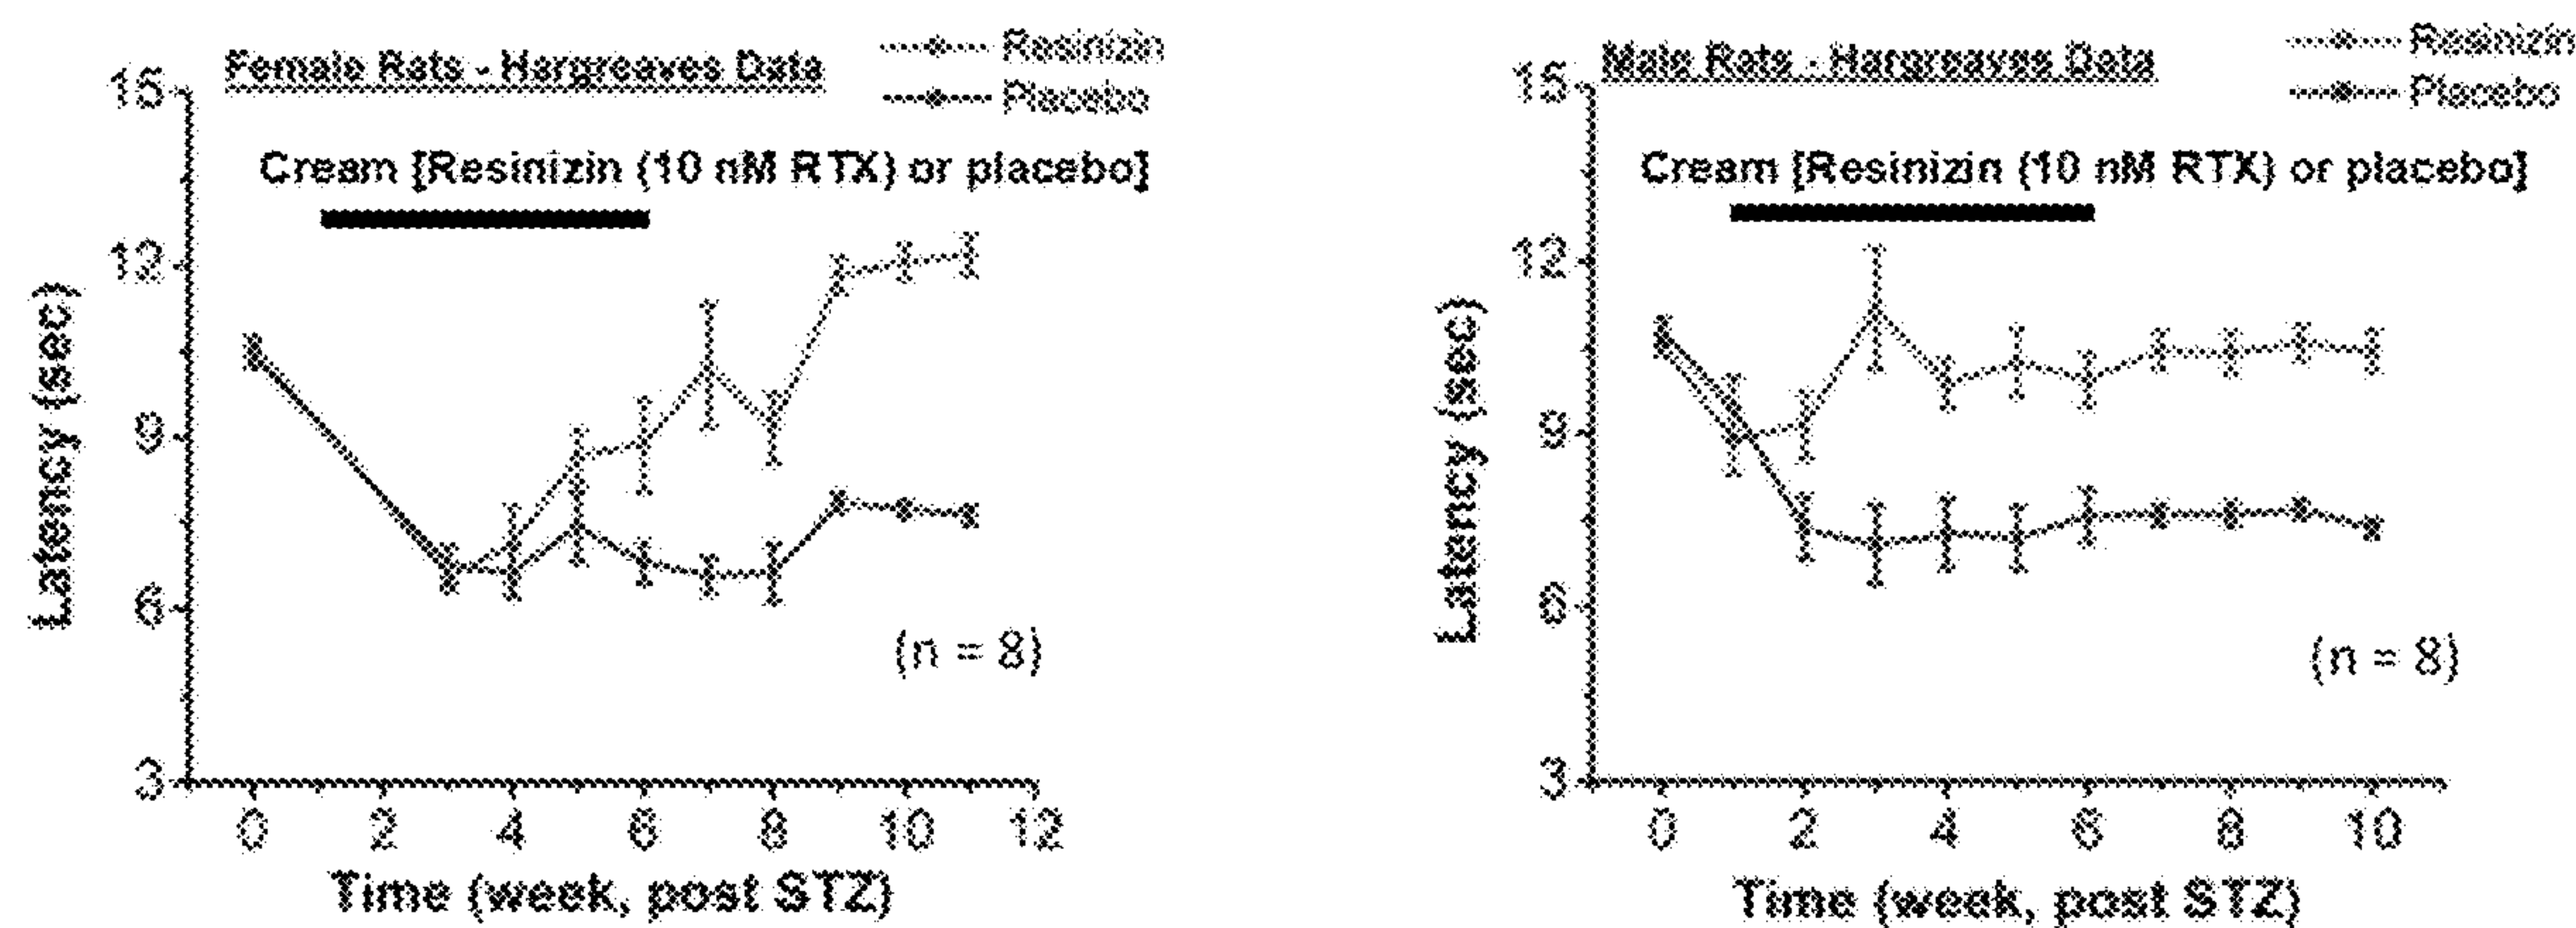 Female Rats - Hargreaves Data
Resinizin
Placebo
Cream [Resinizin (10 nM RTX) or placebo]
15
12
9
6
3
Latency (sec)
(n = 8)
0 2 4 6 8 10 12
Time (week, post STZ)
Male Rats - Hargreaves Data
Resinizin
Placebo
Cream [Resinizin (10 nM RTX) or placebo]
15
12
9
6
3
Latency (sec)
(n = 8)
0 2 4 6 8 10
Time (week, post STZ)